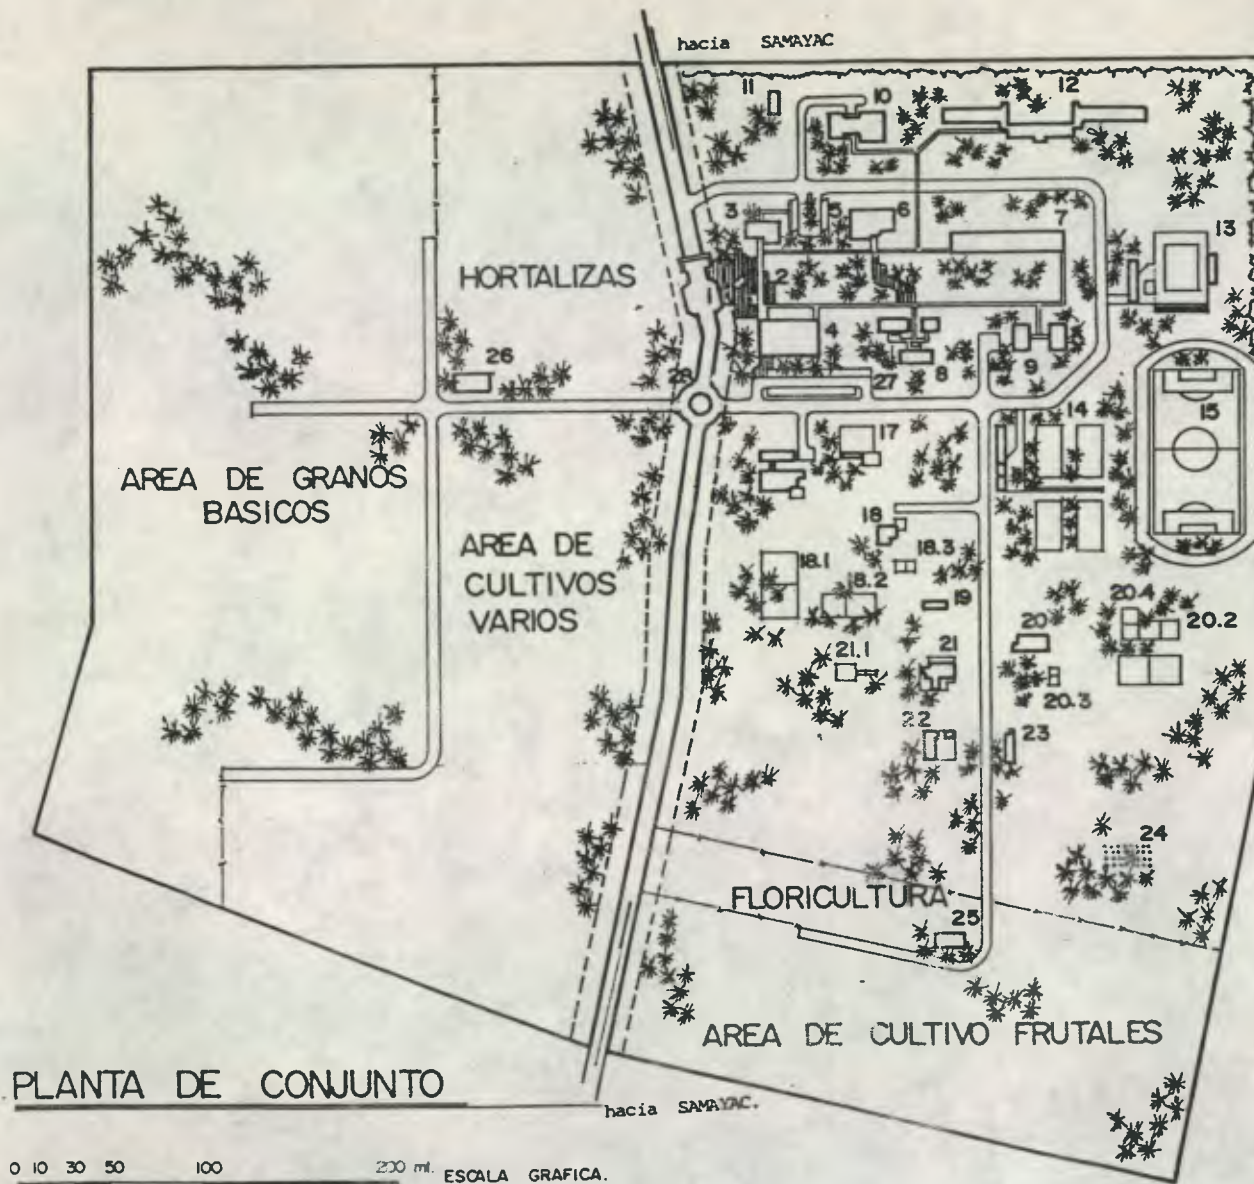 hacia SAMAYAC
11
10
12
3
5
6
7
13
HORTALIZAS
2
4
26
28
27
8
9
14
15
17
AREA DE GRANOS
BASICOS
AREA DE
CULTIVOS
VARIOS
18
18.3
18.1
18.2
19
20.4
20
20.2
21.1
21
20.3
22
23
24
FLORICULTURA
25
AREA DE CULTIVO FRUTALES
PLANTA DE CONJUNTO
hacia SAMAYAC.
0 10 30 50 100 200 mt. ESCALA GRAFICA.